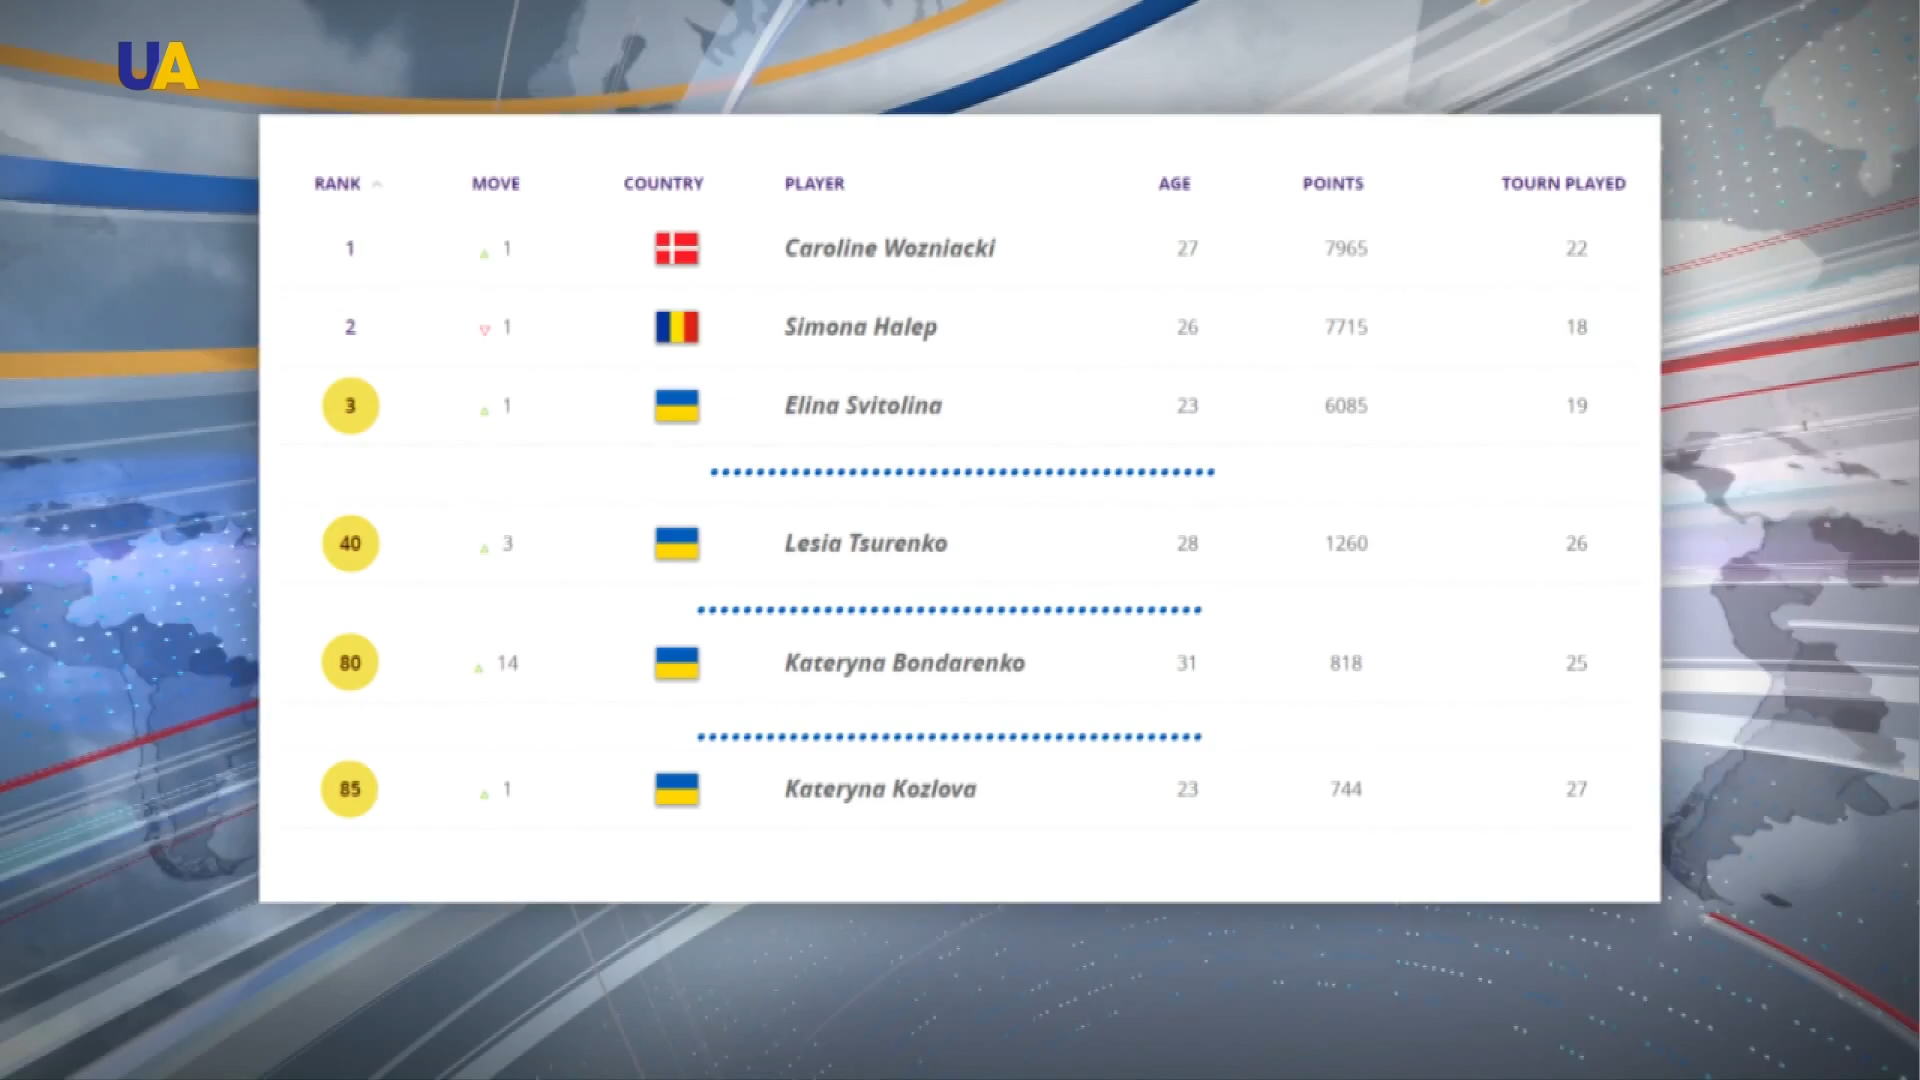 UA
RANK MOVE COUNTRY PLAYER AGE POINTS TOURN PLAYED
1 1 Caroline Wozniacki 27 7965 22
2 1 Simona Halep 26 7715 18
3 1 Elina Svitolina 23 6085 19
40 3 Lesia Tsurenko 28 1260 26
80 14 Kateryna Bondarenko 31 818 25
85 1 Kateryna Kozlova 23 744 27